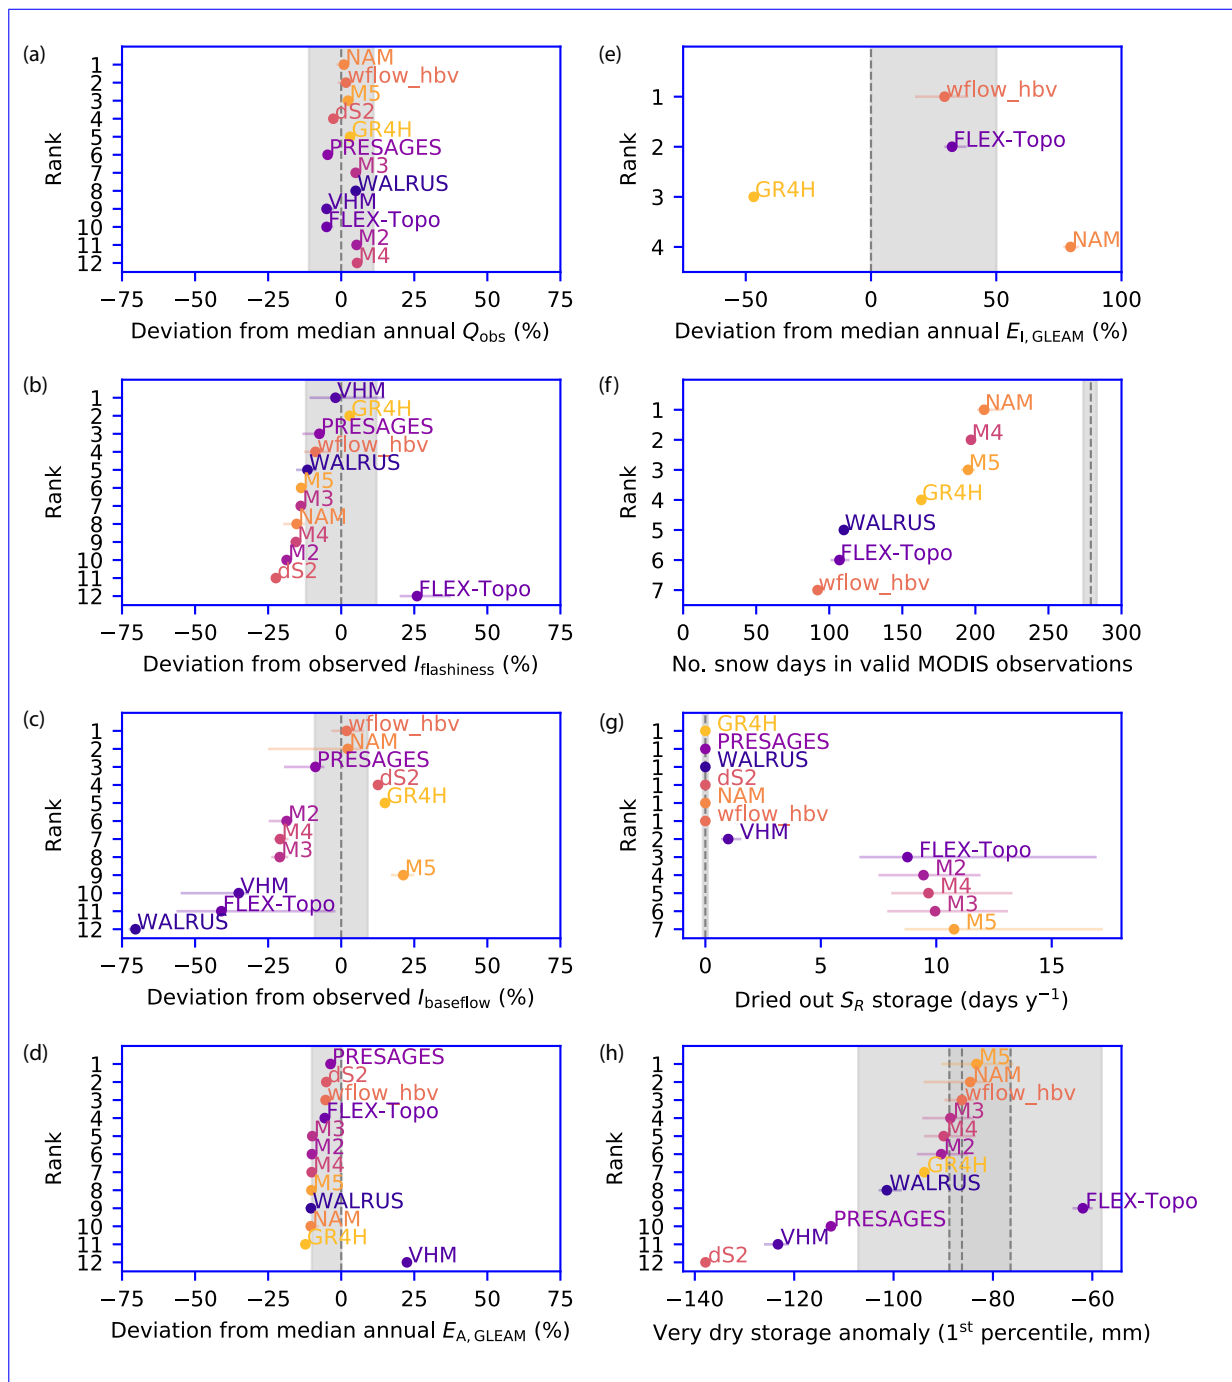 (a)
Rank
1
2
3
4
5
6
7
8
9
10
11
12
NAM
wflow_hbv
M5
dS2
GR4H
PRESAGES
M3
WALRUS
VHM
FLEX-Topo
M2
M4
−75 −50 −25 0 25 50 75
Deviation from median annual Qobs (%)
(b)
Rank
1
2
3
4
5
6
7
8
9
10
11
12
VHM
GR4H
PRESAGES
wflow_hbv
WALRUS
M5
M3
NAM
M4
M2
dS2
FLEX-Topo
−75 −50 −25 0 25 50 75
Deviation from observed Iflashiness (%)
(c)
Rank
1
2
3
4
5
6
7
8
9
10
11
12
wflow_hbv
NAM
PRESAGES
dS2
GR4H
M2
M4
M3
M5
VHM
FLEX-Topo
WALRUS
−75 −50 −25 0 25 50 75
Deviation from observed Ibaseflow (%)
(d)
Rank
1
2
3
4
5
6
7
8
9
10
11
12
PRESAGES
dS2
wflow_hbv
FLEX-Topo
M3
M2
M4
M5
WALRUS
NAM
GR4H
VHM
−75 −50 −25 0 25 50 75
Deviation from median annual EA, GLEAM (%)
(e)
Rank
1
2
3
4
wflow_hbv
FLEX-Topo
GR4H
NAM
−50 0 50 100
Deviation from median annual EI, GLEAM (%)
(f)
Rank
1
2
3
4
5
6
7
NAM
M4
M5
GR4H
WALRUS
FLEX-Topo
wflow_hbv
0 50 100 150 200 250 300
No. snow days in valid MODIS observations
(g)
Rank
1
1
1
1
1
1
2
3
4
5
6
7
GR4H
PRESAGES
WALRUS
dS2
NAM
wflow_hbv
VHM
FLEX-Topo
M2
M4
M3
M5
0 5 10 15
Dried out SR storage (days y−1)
(h)
Rank
1
2
3
4
5
6
7
8
9
10
11
12
M5
NAM
wflow_hbv
M3
M4
M2
GR4H
WALRUS
FLEX-Topo
PRESAGES
VHM
dS2
−140 −120 −100 −80 −60
Very dry storage anomaly (1st percentile, mm)